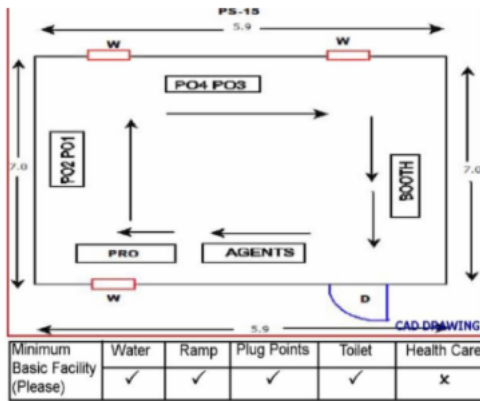 PS-15
5.9
W
W
PO4 PO3
7.0
PO2 PO1
BOOTH
7.0
PRO
AGENTS
W
D
5.9
CAD DRAWING
Minimum Basic Facility (Please)
Water
Ramp
Plug Points
Toilet
Health Care
✓
✓
✓
✓
x